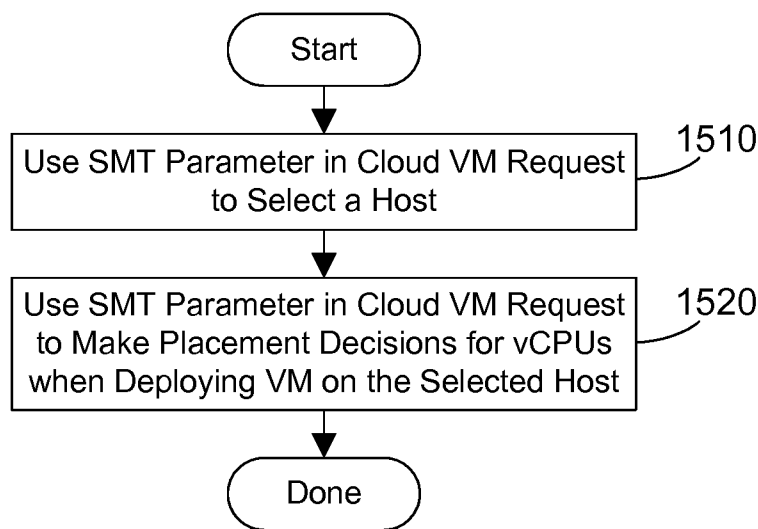 Start
Use SMT Parameter in Cloud VM Request
to Select a Host
1510
Use SMT Parameter in Cloud VM Request
to Make Placement Decisions for vCPUs
when Deploying VM on the Selected Host
1520
Done